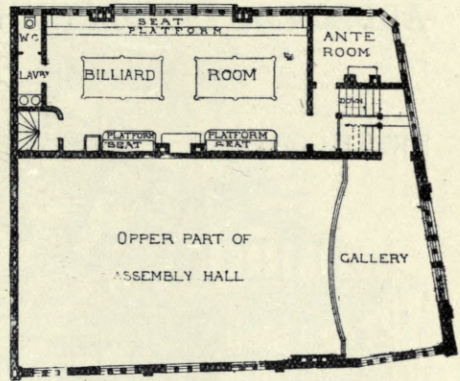 SEAT
PLATFORM
W.C.
ANTE
ROOM
LAVY
BILLIARD ROOM
DOWN
PLATFORM
SEAT
PLATFORM
SEAT
UPPER PART OF
ASSEMBLY HALL
GALLERY